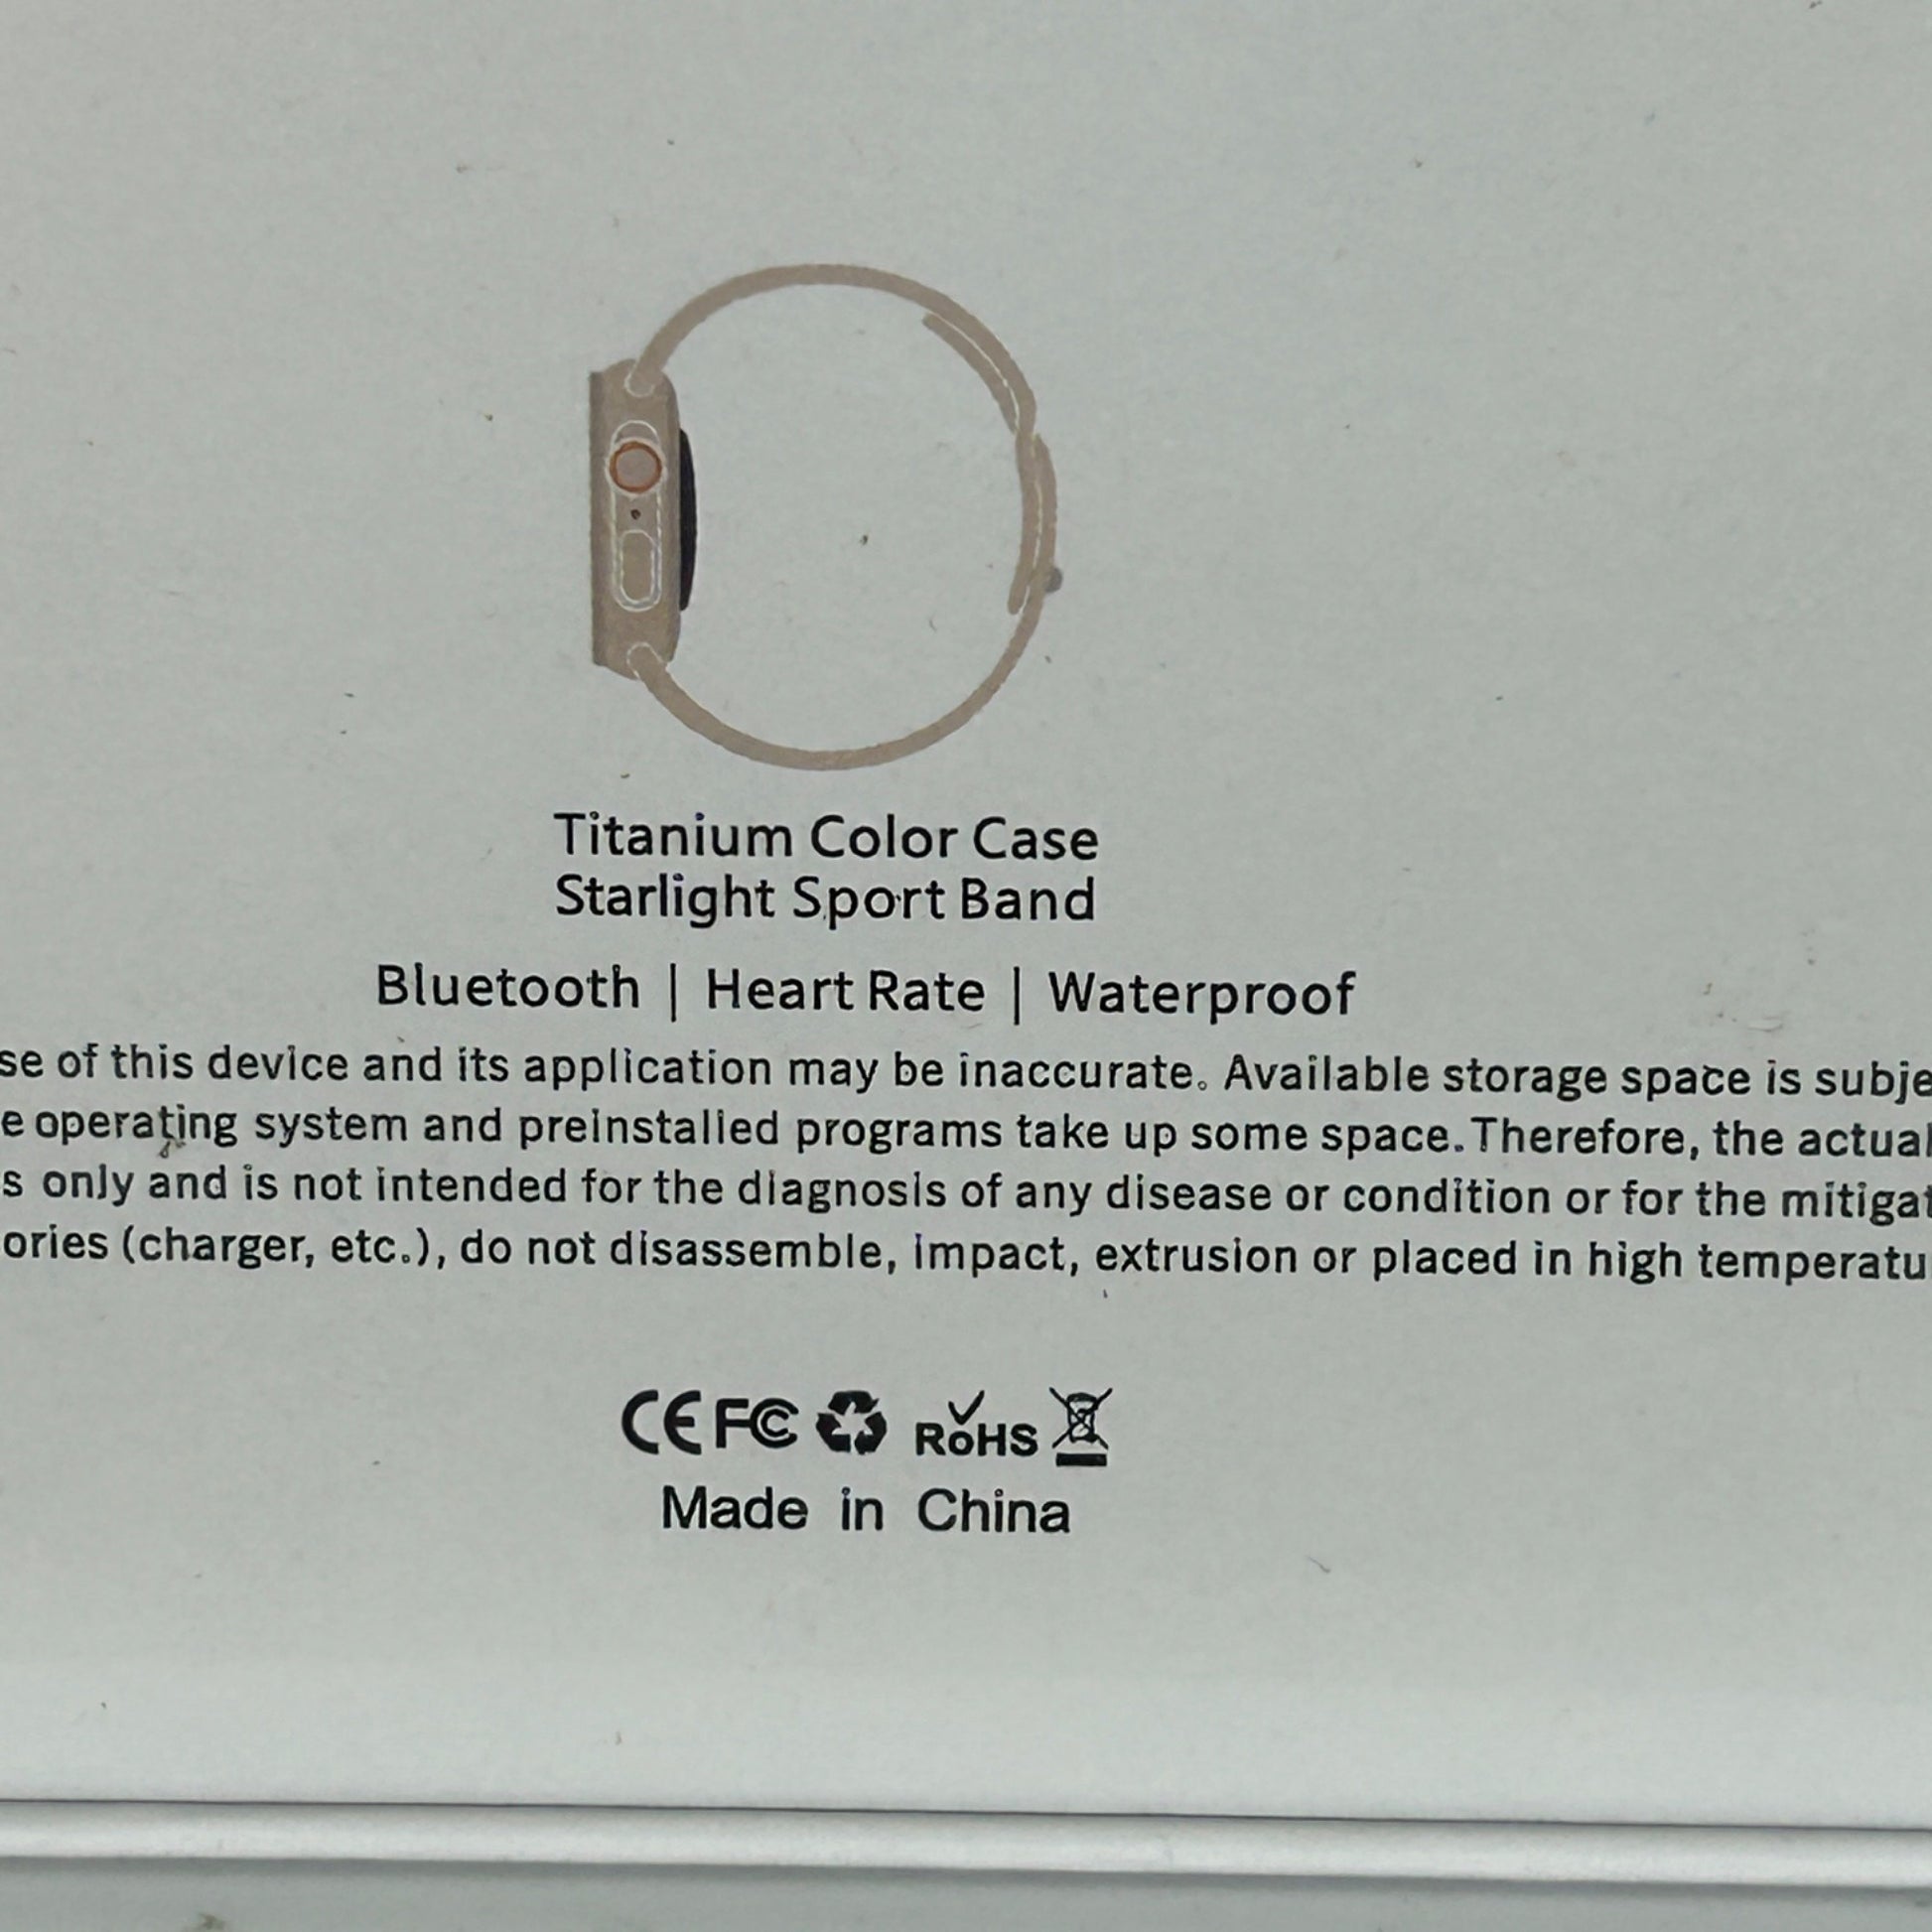 Titanium Color Case
Starlight Sport Band
Bluetooth | Heart Rate | Waterproof
se of this device and its application may be inaccurate。Available storage space is subje
e operating system and preinstalled programs take up some space.Therefore, the actual
s only and is not intended for the diagnosis of any disease or condition or for the mitigat
ories (charger, etc.), do not disassemble, impact, extrusion or placed in high temperatu
CE FC RoHS
Made in China